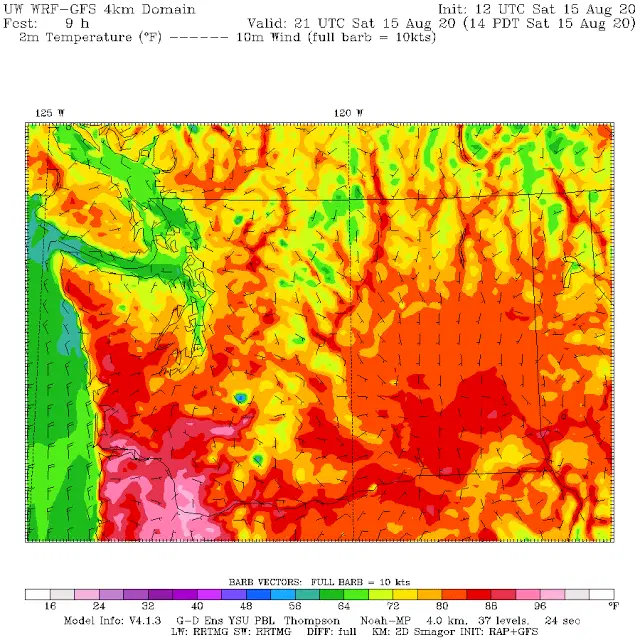 UW WRF-GFS 4km Domain Init: 12 UTC Sat 15 Aug 20
Fcst: 9 h Valid: 21 UTC Sat 15 Aug 20 (14 PDT Sat 15 Aug 20)
2m Temperature (°F) ------ 10m Wind (full barb = 10kts)
125 W 120 W
BARB VECTORS: FULL BARB = 10 kts
16 24 32 40 48 56 64 72 80 88 96 °F
Model Info: V4.1.3 G-D Ens YSU PBL Thompson Noah-MP 4.0 km, 37 levels, 24 sec
LW: RRTMG SW: RRTMG DIFF: full KM: 2D Smagor INIT: RAP+GFS